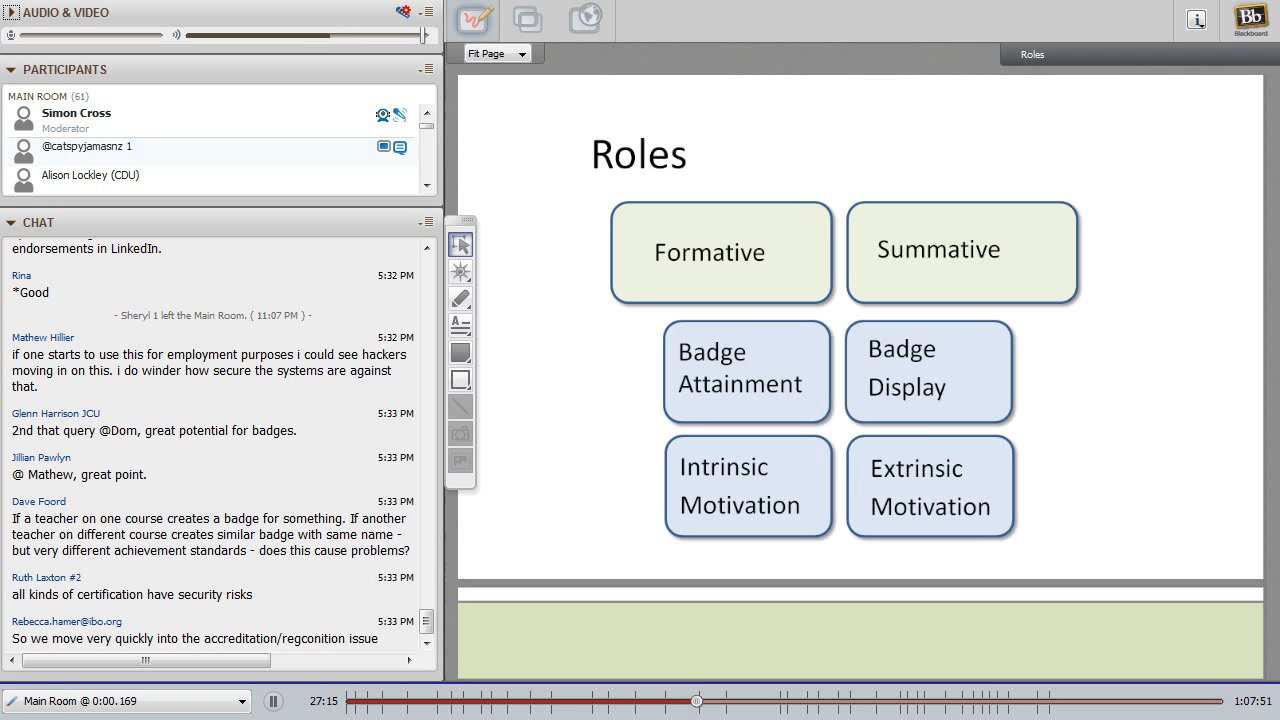 AUDIO & VIDEO
PARTICIPANTS
MAIN ROOM (61)
Simon Cross
Moderator
@catspyjamasnz 1
Alison Lockley (CDU)
CHAT
endorsements in LinkedIn.
Rina 5:32 PM
*Good
- Sheryl 1 left the Main Room. ( 11:07 PM ) -
Mathew Hillier 5:32 PM
if one starts to use this for employment purposes i could see hackers
moving in on this. i do winder how secure the systems are against
that.
Glenn Harrison JCU 5:33 PM
2nd that query @Dom, great potential for badges.
Jillian Pawlyn 5:33 PM
@ Mathew, great point.
Dave Foord 5:33 PM
If a teacher on one course creates a badge for something. If another
teacher on different course creates similar badge with same name -
but very different achievement standards - does this cause problems?
Ruth Laxton #2 5:33 PM
all kinds of certification have security risks
Rebecca.hamer@ibo.org 5:33 PM
So we move very quickly into the accreditation/regconition issue
Main Room @ 0:00.169
27:15
1:07:51
Fit Page
Roles
Bb
Blackboard
Roles
Formative
Summative
Badge
Attainment
Badge
Display
Intrinsic
Motivation
Extrinsic
Motivation